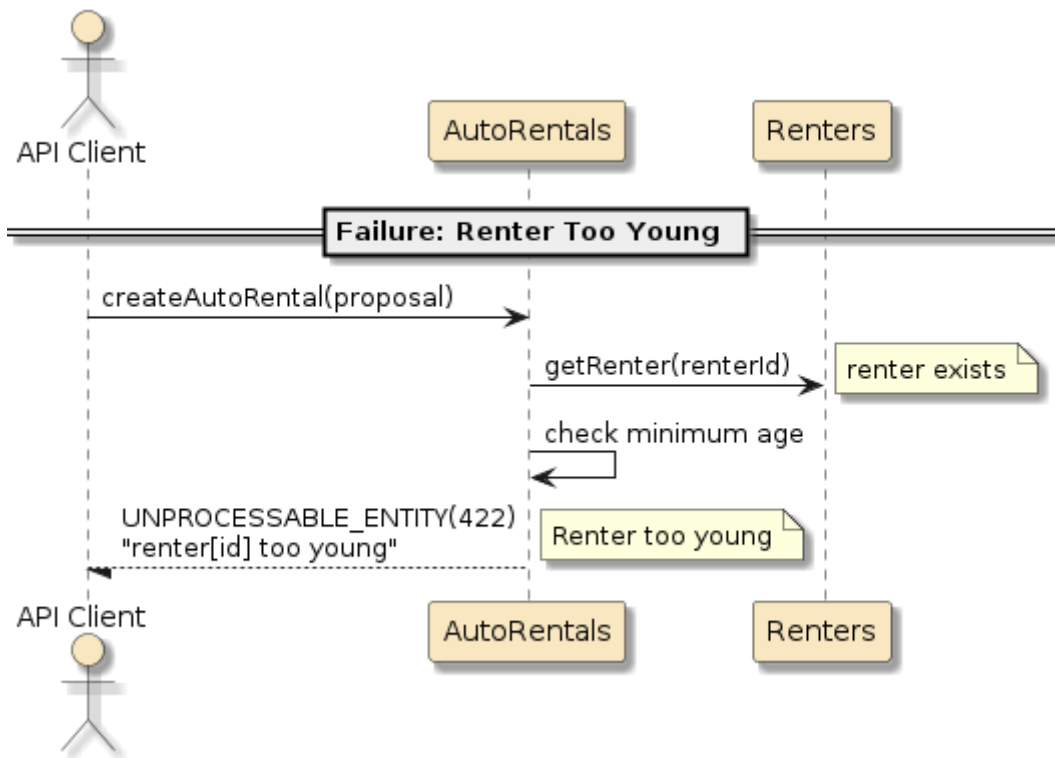 API Client
AutoRentals
Renters
Failure: Renter Too Young
createAutoRental(proposal)
getRenter(renterId)
renter exists
check minimum age
UNPROCESSABLE_ENTITY(422)
"renter[id] too young"
Renter too young
API Client
AutoRentals
Renters